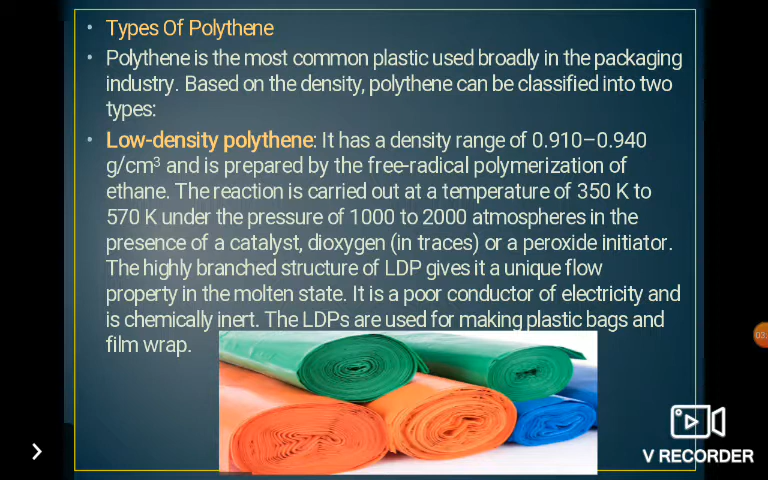 • Types Of Polythene
• Polythene is the most common plastic used broadly in the packaging
industry. Based on the density, polythene can be classified into two
types:
• Low-density polythene: It has a density range of 0.910–0.940
g/cm³ and is prepared by the free-radical polymerization of
ethane. The reaction is carried out at a temperature of 350 K to
570 K under the pressure of 1000 to 2000 atmospheres in the
presence of a catalyst, dioxygen (in traces) or a peroxide initiator.
The highly branched structure of LDP gives it a unique flow
property in the molten state. It is a poor conductor of electricity and
is chemically inert. The LDPs are used for making plastic bags and
film wrap.
V RECORDER